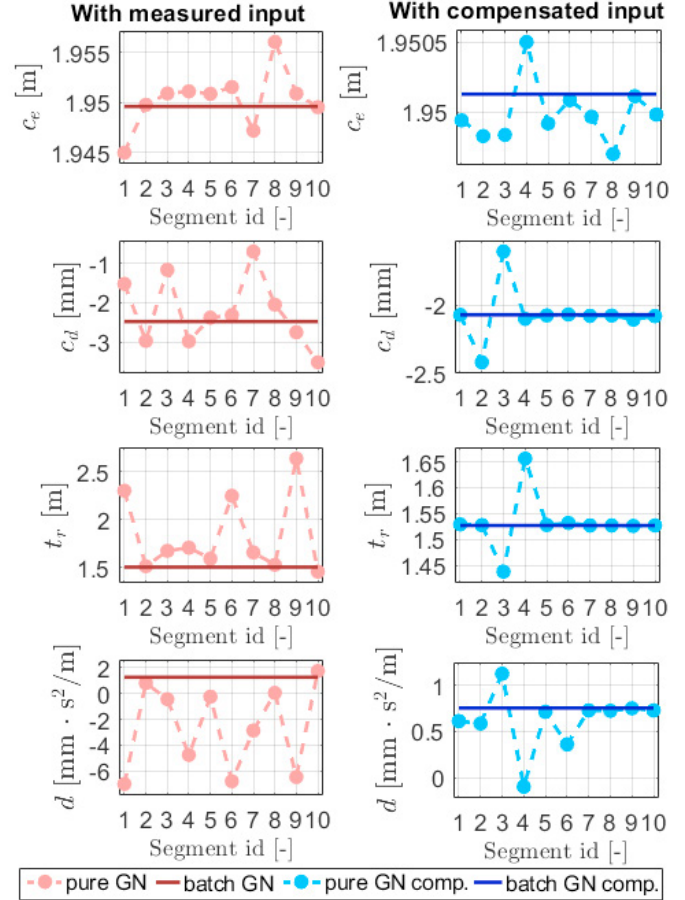 With measured input
With compensated input
1.955
1.95
1.945
c_e [m]
1 2 3 4 5 6 7 8 9 10
Segment id [-]
1.9505
1.95
c_e [m]
1 2 3 4 5 6 7 8 9 10
Segment id [-]
-1
-2
-3
c_d [mm]
1 2 3 4 5 6 7 8 9 10
Segment id [-]
-2
-2.5
c_d [mm]
1 2 3 4 5 6 7 8 9 10
Segment id [-]
2.5
2
1.5
t_r [m]
1 2 3 4 5 6 7 8 9 10
Segment id [-]
1.65
1.6
1.55
1.5
1.45
t_r [m]
1 2 3 4 5 6 7 8 9 10
Segment id [-]
2
0
-2
-4
-6
d [mm · s²/m]
1 2 3 4 5 6 7 8 9 10
Segment id [-]
1
0.5
0
d [mm · s²/m]
1 2 3 4 5 6 7 8 9 10
Segment id [-]
pure GN batch GN pure GN comp. batch GN comp.